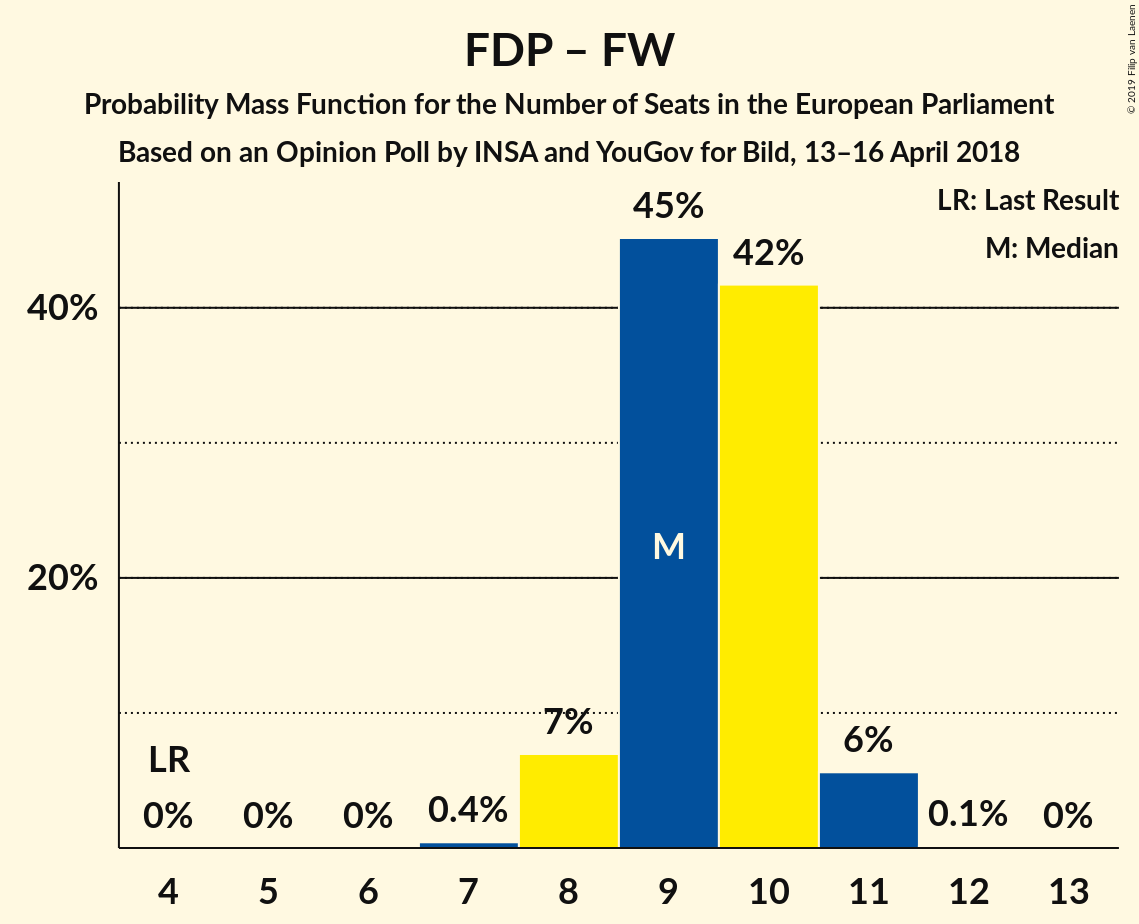 FDP – FW
Probability Mass Function for the Number of Seats in the European Parliament
Based on an Opinion Poll by INSA and YouGov for Bild, 13–16 April 2018
© 2019 Filip van Laenen
LR: Last Result
M: Median
45%
42%
40%
M
20%
7%
6%
LR
0%
0%
0%
0.4%
0.1%
0%
4 5 6 7 8 9 10 11 12 13